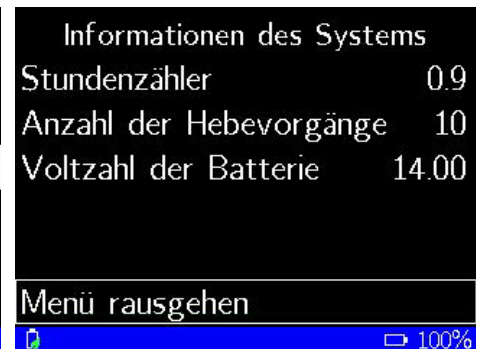 Informationen des Systems
Stundenzähler 0.9
Anzahl der Hebevorgänge 10
Voltzahl der Batterie 14.00
Menü rausgehen
100%